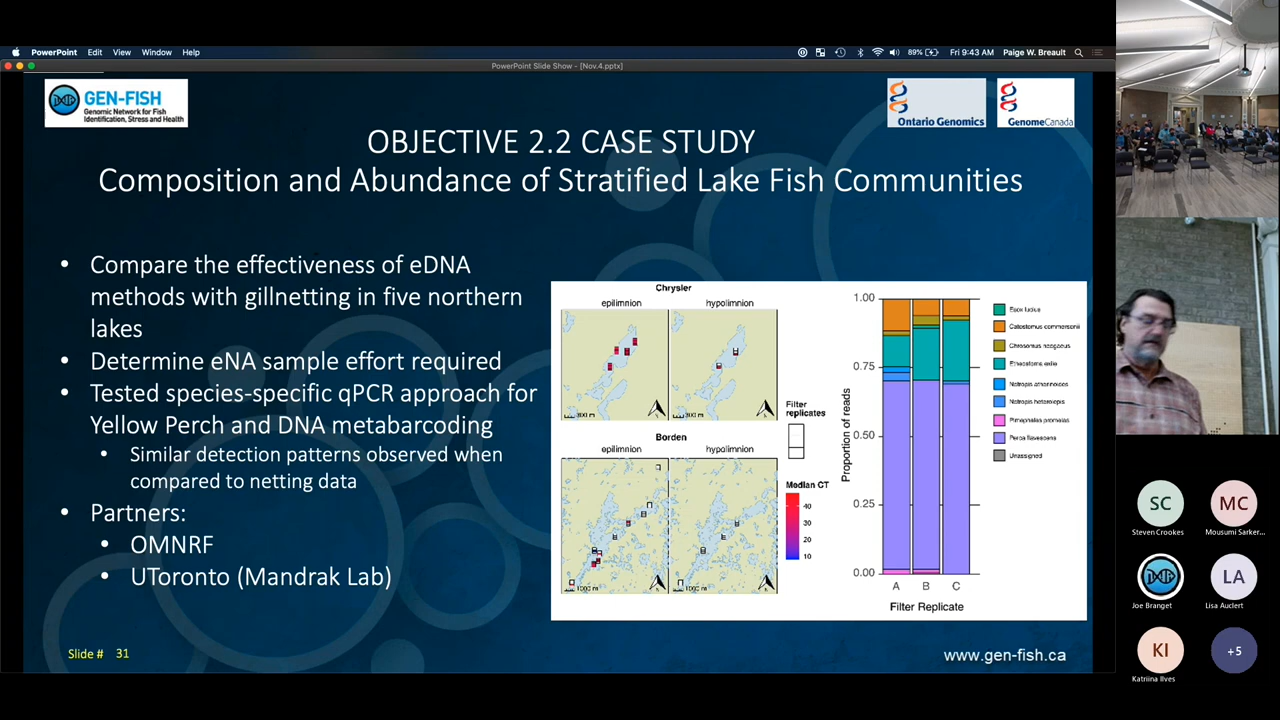 PowerPoint Edit View Window Help
89% Fri 9:43 AM Paige W. Breault
PowerPoint Slide Show - [Nov.4.pptx]
GEN-FISH
Genomic Network for Fish
Identification, Stress and Health
Ontario Genomics
GenomeCanada
OBJECTIVE 2.2 CASE STUDY
Composition and Abundance of Stratified Lake Fish Communities
• Compare the effectiveness of eDNA
methods with gillnetting in five northern
lakes
• Determine eNA sample effort required
• Tested species-specific qPCR approach for
Yellow Perch and DNA metabarcoding
• Similar detection patterns observed when
compared to netting data
• Partners:
• OMNRF
• UToronto (Mandrak Lab)
Chrysler
epilimnion hypolimnion
Borden
epilimnion hypolimnion
1000 m
Filter
replicates
Median CT
40
30
20
10
Proportion of reads
1.00
0.75
0.50
0.25
0.00
A B C
Filter Replicate
Esox lucius
Catostomus commersonii
Chrosomus neogaeus
Etheostoma exile
Notropis atherinoides
Notropis heterolepis
Pimephales promelas
Perca flavescens
Unassigned
Slide # 31
www.gen-fish.ca
SC
Steven Crookes
MC
Mousumi Sarker...
Joe Branget
LA
Lisa Auclert
KI
Katriina Ilves
+5